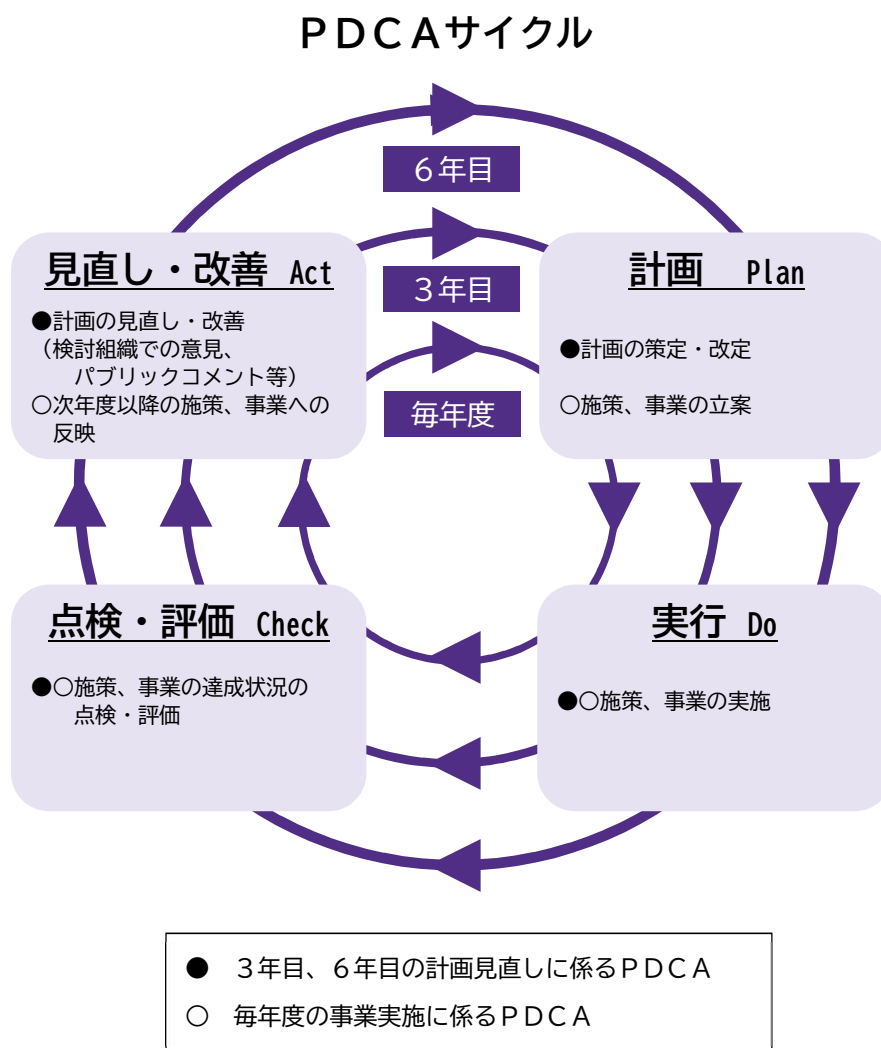 ＰＤＣＡサイクル
６年目
３年目
毎年度
見直し・改善 Act
●計画の見直し・改善
（検討組織での意見、
パブリックコメント等）
○次年度以降の施策、事業への
反映
計画 Plan
●計画の策定・改定
○施策、事業の立案
点検・評価 Check
●○施策、事業の達成状況の
点検・評価
実行 Do
●○施策、事業の実施
● ３年目、６年目の計画見直しに係るＰＤＣＡ
○ 毎年度の事業実施に係るＰＤＣＡ